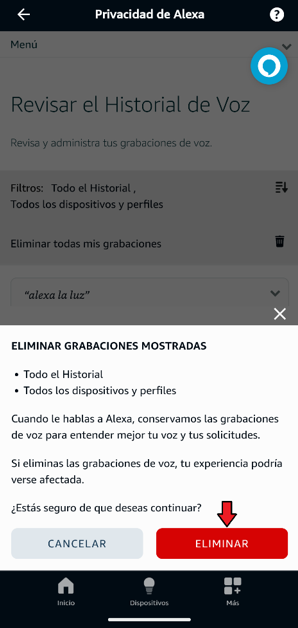 Privacidad de Alexa
Menú
Revisar el Historial de Voz
Revisa y administra tus grabaciones de voz.
Filtros: Todo el Historial ,
Todos los dispositivos y perfiles
Eliminar todas mis grabaciones
“alexa la luz”
ELIMINAR GRABACIONES MOSTRADAS
• Todo el Historial
• Todos los dispositivos y perfiles
Cuando le hablas a Alexa, conservamos las grabaciones
de voz para entender mejor tu voz y tus solicitudes.
Si eliminas las grabaciones de voz, tu experiencia podría
verse afectada.
¿Estás seguro de que deseas continuar?
CANCELAR
ELIMINAR
Inicio
Dispositivos
Más